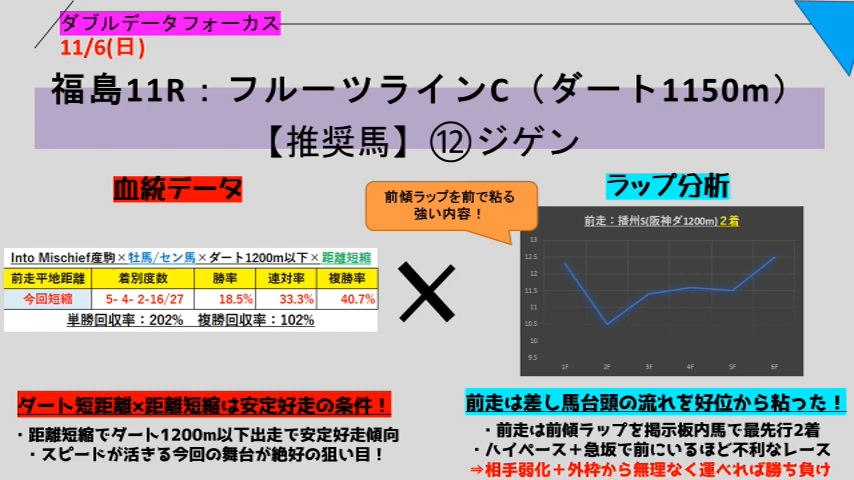 ダブルデータフォーカス
11/6(日)
福島11R：フルーツラインC（ダート1150m）
【推奨馬】⑫ジゲン
血統データ
ラップ分析
前傾ラップを前で粘る
強い内容！
Into Mischief産駒×牡馬/セン馬×ダート1200m以下×距離短縮
前走平地距離 着別度数 勝率 連対率 複勝率
今回短縮 5- 4- 2-16/27 18.5% 33.3% 40.7%
単勝回収率：202% 複勝回収率：102%
×
前走：播州S(阪神ダ1200m)２着
13
12.5
12
11.5
11
10.5
10
9.5
1F 2F 3F 4F 5F 6F
ダート短距離×距離短縮は安定好走の条件！
・距離短縮でダート1200m以下出走で安定好走傾向
・スピードが活きる今回の舞台が絶好の狙い目！
前走は差し馬台頭の流れを好位から粘った！
・前走は前傾ラップを掲示板内馬で最先行2着
・ハイペース＋急坂で前にいるほど不利なレース
⇒相手弱化＋外枠から無理なく運べれば勝ち負け